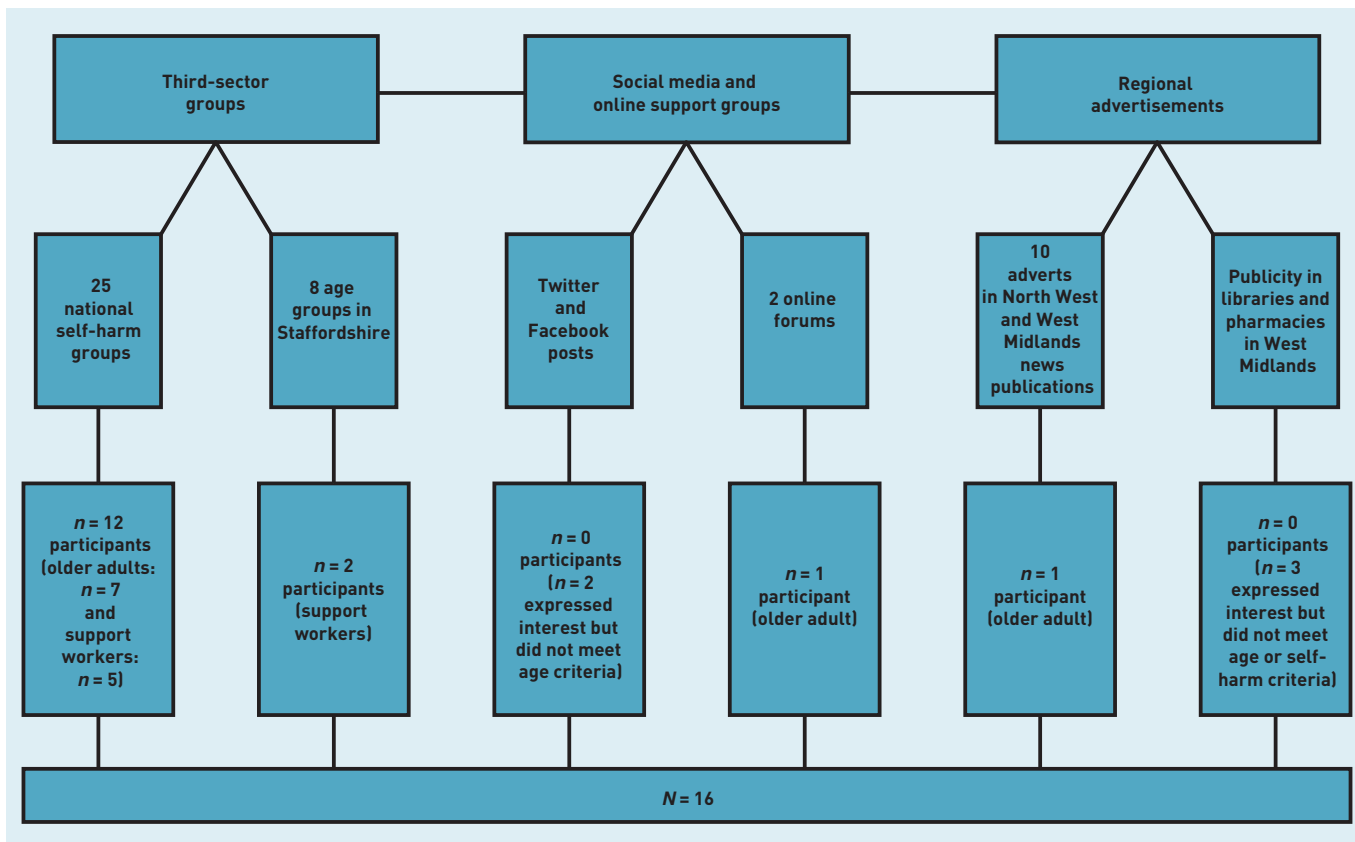 Third-sector
groups
Social media and
online support groups
Regional
advertisements
25
national
self-harm
groups
8 age
groups in
Staffordshire
Twitter
and
Facebook
posts
2 online
forums
10
adverts
in North West
and West
Midlands
news
publications
Publicity in
libraries and
pharmacies
in West
Midlands
n = 12
participants
(older adults:
n = 7
and
support
workers:
n = 5)
n = 2
participants
(support
workers)
n = 0
participants
(n = 2
expressed
interest but
did not meet
age criteria)
n = 1
participant
(older adult)
n = 1
participant
(older adult)
n = 0
participants
(n = 3
expressed
interest but
did not meet
age or self-
harm criteria)
N = 16